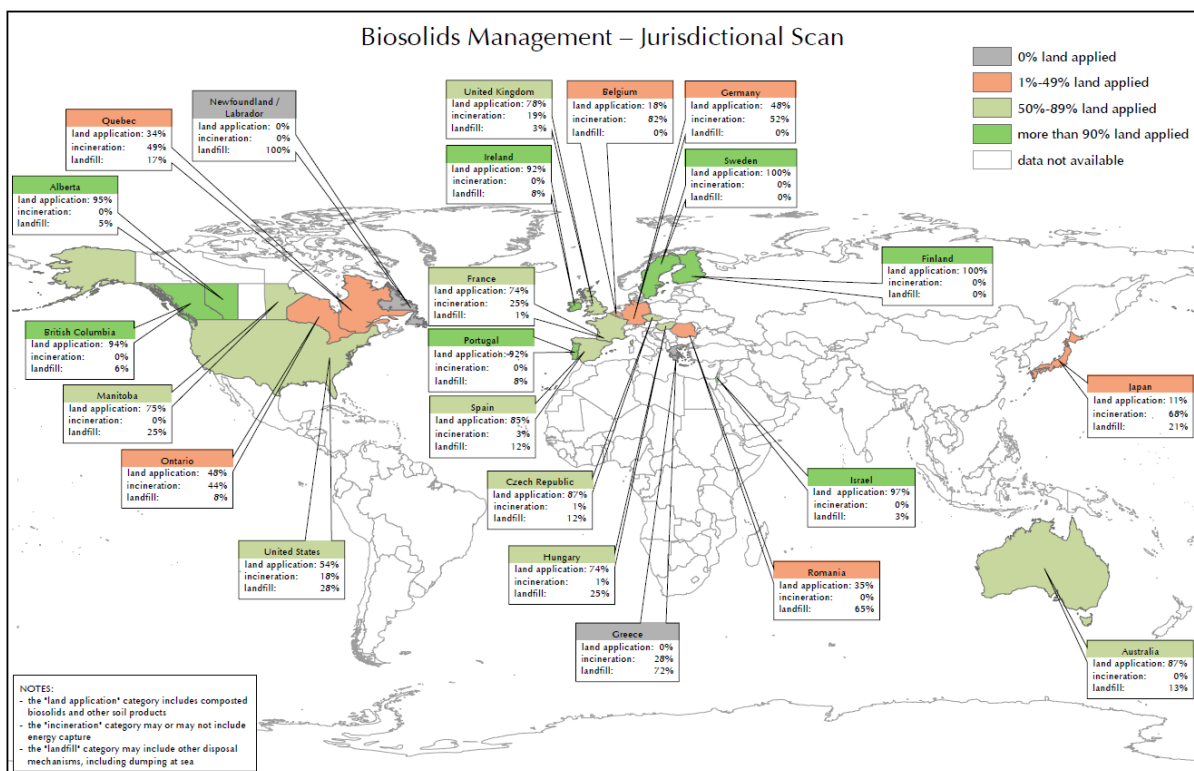 Biosolids Management – Jurisdictional Scan
0% land applied
1%-49% land applied
50%-89% land applied
more than 90% land applied
data not available
Quebec
land application: 34%
incineration: 49%
landfill: 17%
Newfoundland /
Labrador
land application: 0%
incineration: 0%
landfill: 100%
United Kingdom
land application: 78%
incineration: 19%
landfill: 3%
Belgium
land application: 18%
incineration: 82%
landfill: 0%
Germany
land application: 48%
incineration: 52%
landfill: 0%
Alberta
land application: 95%
incineration: 0%
landfill: 5%
Ireland
land application: 92%
incineration: 0%
landfill: 8%
Sweden
land application: 100%
incineration: 0%
landfill: 0%
Finland
land application: 100%
incineration: 0%
landfill: 0%
France
land application: 74%
incineration: 25%
landfill: 1%
British Columbia
land application: 94%
incineration: 0%
landfill: 6%
Portugal
land application: 92%
incineration: 0%
landfill: 8%
Manitoba
land application: 75%
incineration: 0%
landfill: 25%
Spain
land application: 85%
incineration: 3%
landfill: 12%
Japan
land application: 11%
incineration: 68%
landfill: 21%
Ontario
land application: 48%
incineration: 44%
landfill: 8%
Czech Republic
land application: 87%
incineration: 1%
landfill: 12%
Israel
land application: 97%
incineration: 0%
landfill: 3%
United States
land application: 54%
incineration: 18%
landfill: 28%
Hungary
land application: 74%
incineration: 1%
landfill: 25%
Romania
land application: 35%
incineration: 0%
landfill: 65%
Greece
land application: 0%
incineration: 28%
landfill: 72%
Australia
land application: 87%
incineration: 0%
landfill: 13%
NOTES:
- the "land application" category includes composted
biosolids and other soil products
- the "incineration" category may or may not include
energy capture
- the "landfill" category may include other disposal
mechanisms, including dumping at sea